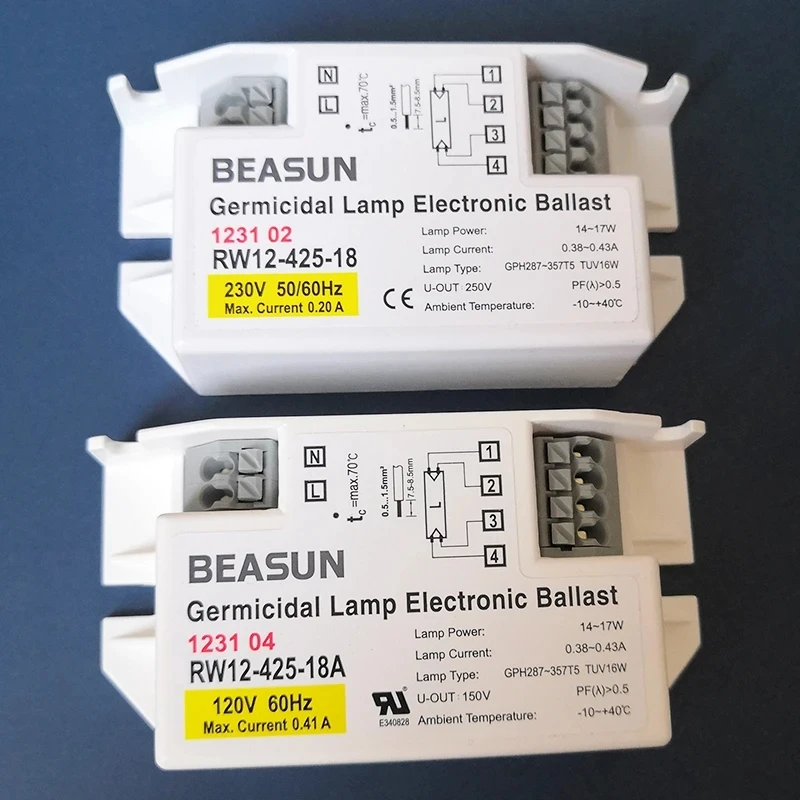 N
L
tc =max.70℃
0.5...1.5mm²
7.5-8.5mm
L
1
2
3
4
BEASUN
Germicidal Lamp Electronic Ballast
1231 02
RW12-425-18
230V 50/60Hz
Max. Current 0.20 A
CE
Lamp Power: 14~17W
Lamp Current: 0.38~0.43A
Lamp Type: GPH287~357T5 TUV16W
U-OUT 250V PF(λ)>0.5
Ambient Temperature: -10~+40℃
N
L
tc =max.70℃
0.5...1.5mm²
7.5-8.5mm
L
1
2
3
4
BEASUN
Germicidal Lamp Electronic Ballast
1231 04
RW12-425-18A
120V 60Hz
Max. Current 0.41 A
RU
E340828
Lamp Power: 14~17W
Lamp Current: 0.38~0.43A
Lamp Type: GPH287~357T5 TUV16W
U-OUT : 150V PF(λ)>0.5
Ambient Temperature: -10~+40℃